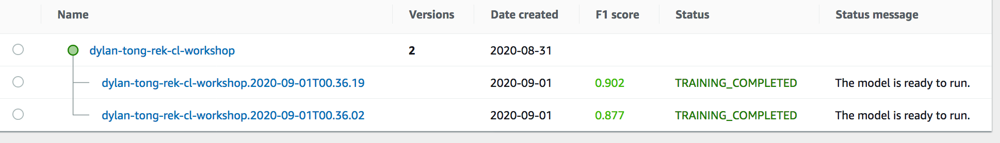 Name Versions Date created F1 score Status Status message
dylan-tong-rek-cl-workshop 2 2020-08-31
dylan-tong-rek-cl-workshop.2020-09-01T00.36.19 2020-09-01 0.902 TRAINING_COMPLETED The model is ready to run.
dylan-tong-rek-cl-workshop.2020-09-01T00.36.02 2020-09-01 0.877 TRAINING_COMPLETED The model is ready to run.